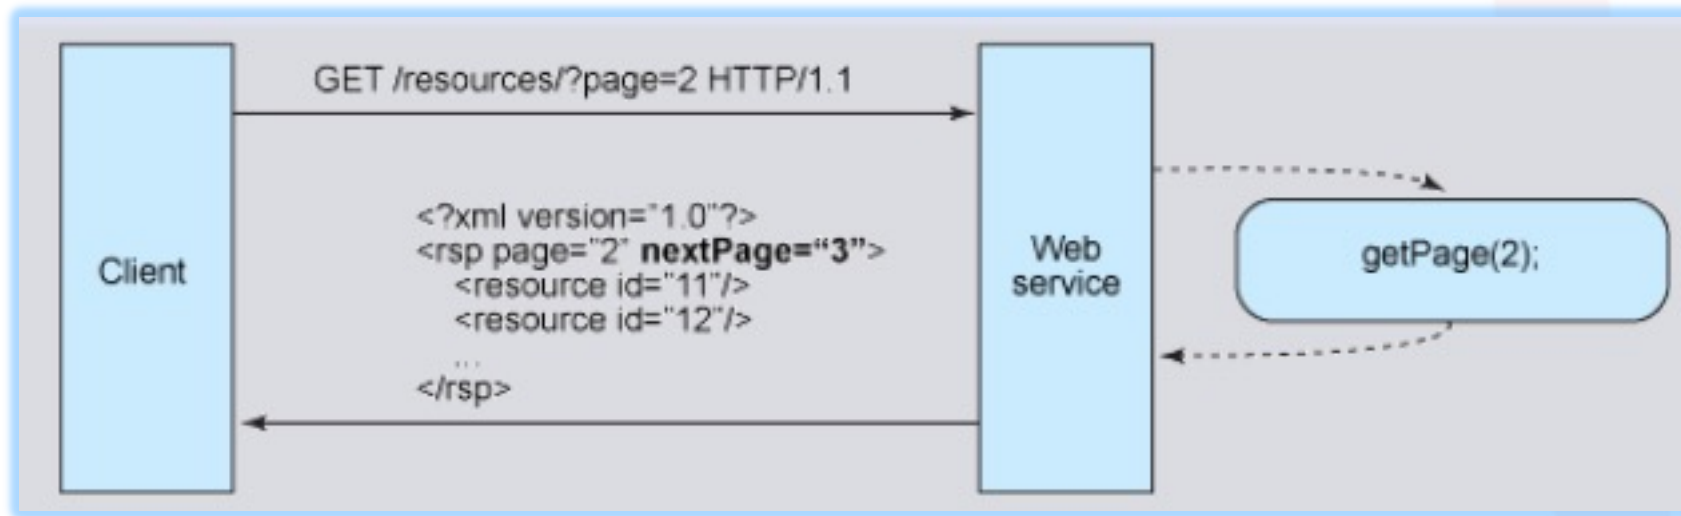 GET /resources/?page=2 HTTP/1.1
<?xml version="1.0"?>
<rsp page="2" nextPage=“3”>
<resource id="11"/>
<resource id="12"/>
...
</rsp>
Client
Web
service
getPage(2);